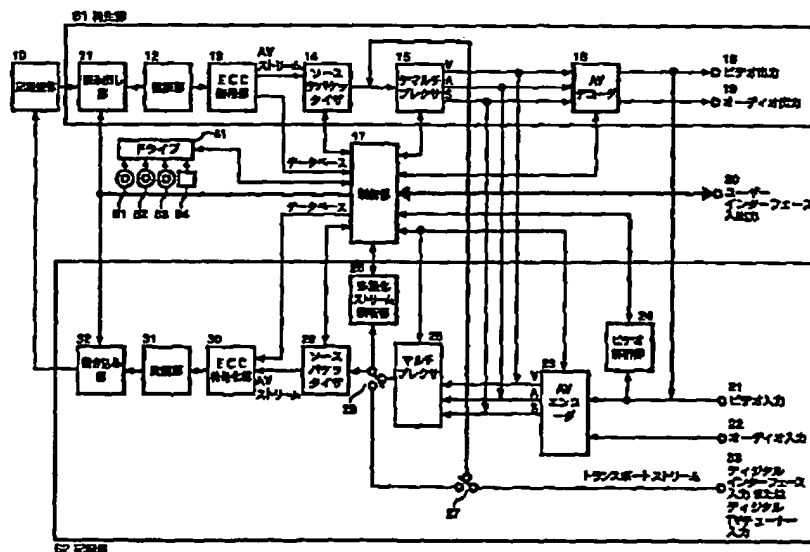 61 再生部
10
記録媒体
11
読み出し
部
12
復調部
13
ECC
復号部
AV
ストリーム
14
ソース
デパケッ
タイザ
15
デマルチ
プレクサ
V
A
S
16
AV
デコーダ
18
ビデオ出力
19
オーディオ出力
17
制御部
51
ドライブ
データベース
データベース
20
ユーザー
インターフェース
入出力
多重化
ストリーム
解析部
24
ビデオ
解析部
32
書き込み
部
31
変調部
30
ECC
符号化部
AV
ストリーム
29
ソース
パケッ
タイザ
25
マルチ
プレクサ
V
A
S
23
AV
エンコ
ーダ
21
ビデオ入力
22
オーディオ入力
ディジタル
インターフェース
入力または
ディジタル
TVチューナー
入力
トランスポートストリーム
27
62 記録部